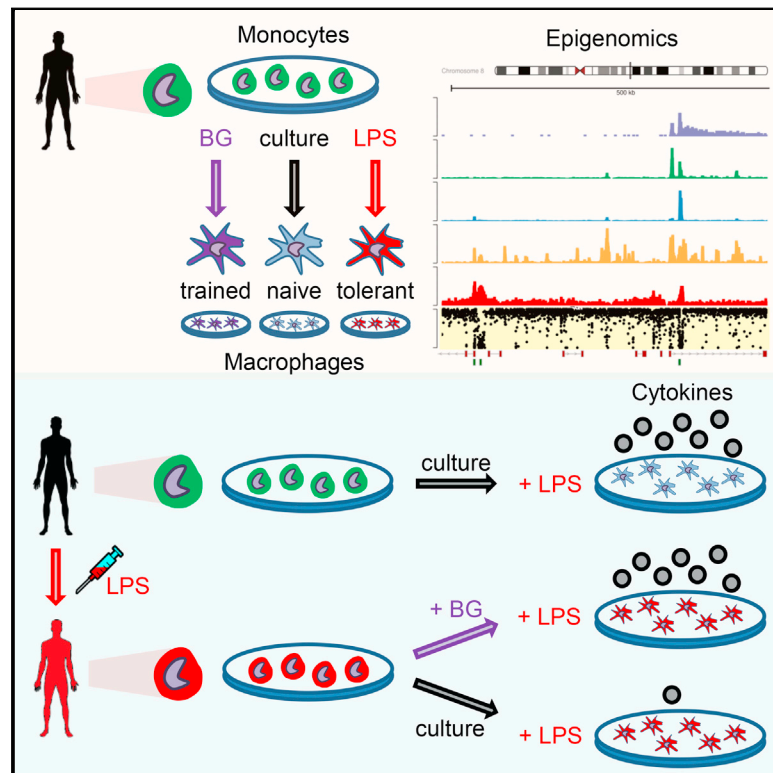 Monocytes
Epigenomics
Chromosome 6
500 kb
BG culture LPS
trained naive tolerant
Macrophages
Cytokines
culture
+ LPS
LPS
+ BG
+ LPS
culture
+ LPS